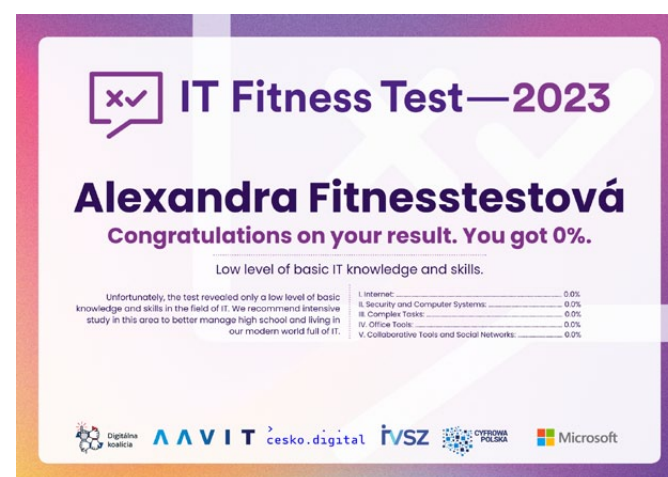 IT Fitness Test—2023
Alexandra Fitnesstestová
Congratulations on your result. You got 0%.
Low level of basic IT knowledge and skills.
Unfortunately, the test revealed only a low level of basic
knowledge and skills in the field of IT. We recommend intensive
study in this area to better manage high school and living in
our modern world full of IT.
I. Internet: 0.0%
II. Security and Computer Systems: 0.0%
III. Complex Tasks: 0.0%
IV. Office Tools: 0.0%
V. Collaborative Tools and Social Networks: 0.0%
Digitálna
koalícia
AAVIT
česko.digital
IVSZ
CYFROWA
POLSKA
Microsoft